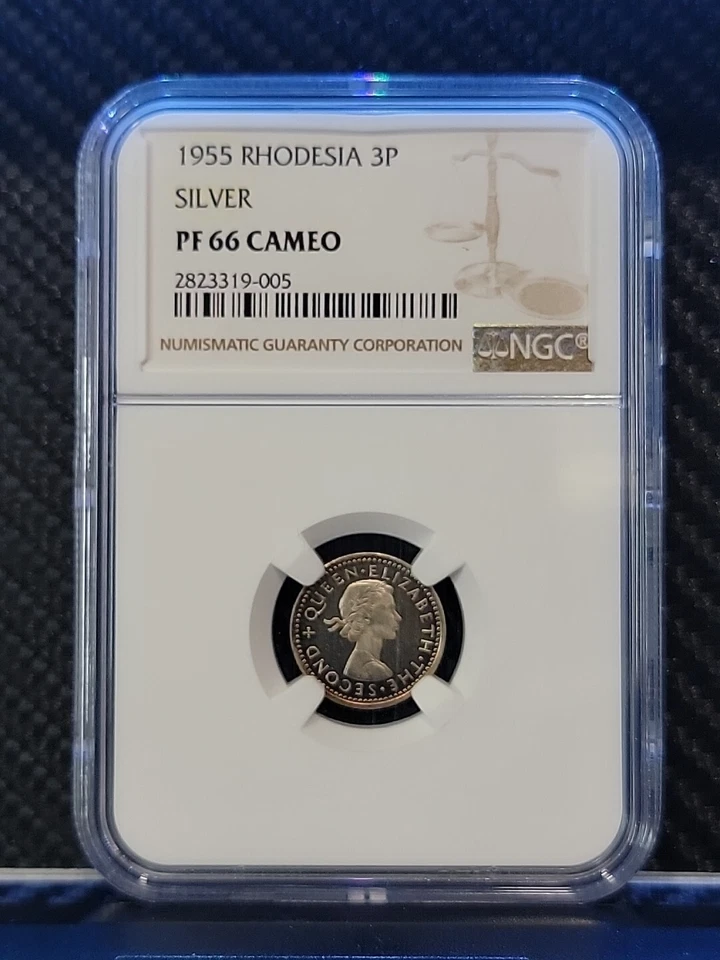 1955 RHODESIA 3P
SILVER
PF 66 CAMEO
2823319-005
NUMISMATIC GUARANTY CORPORATION
NGC®
+ QUEEN · ELIZABETH · THE · SECOND